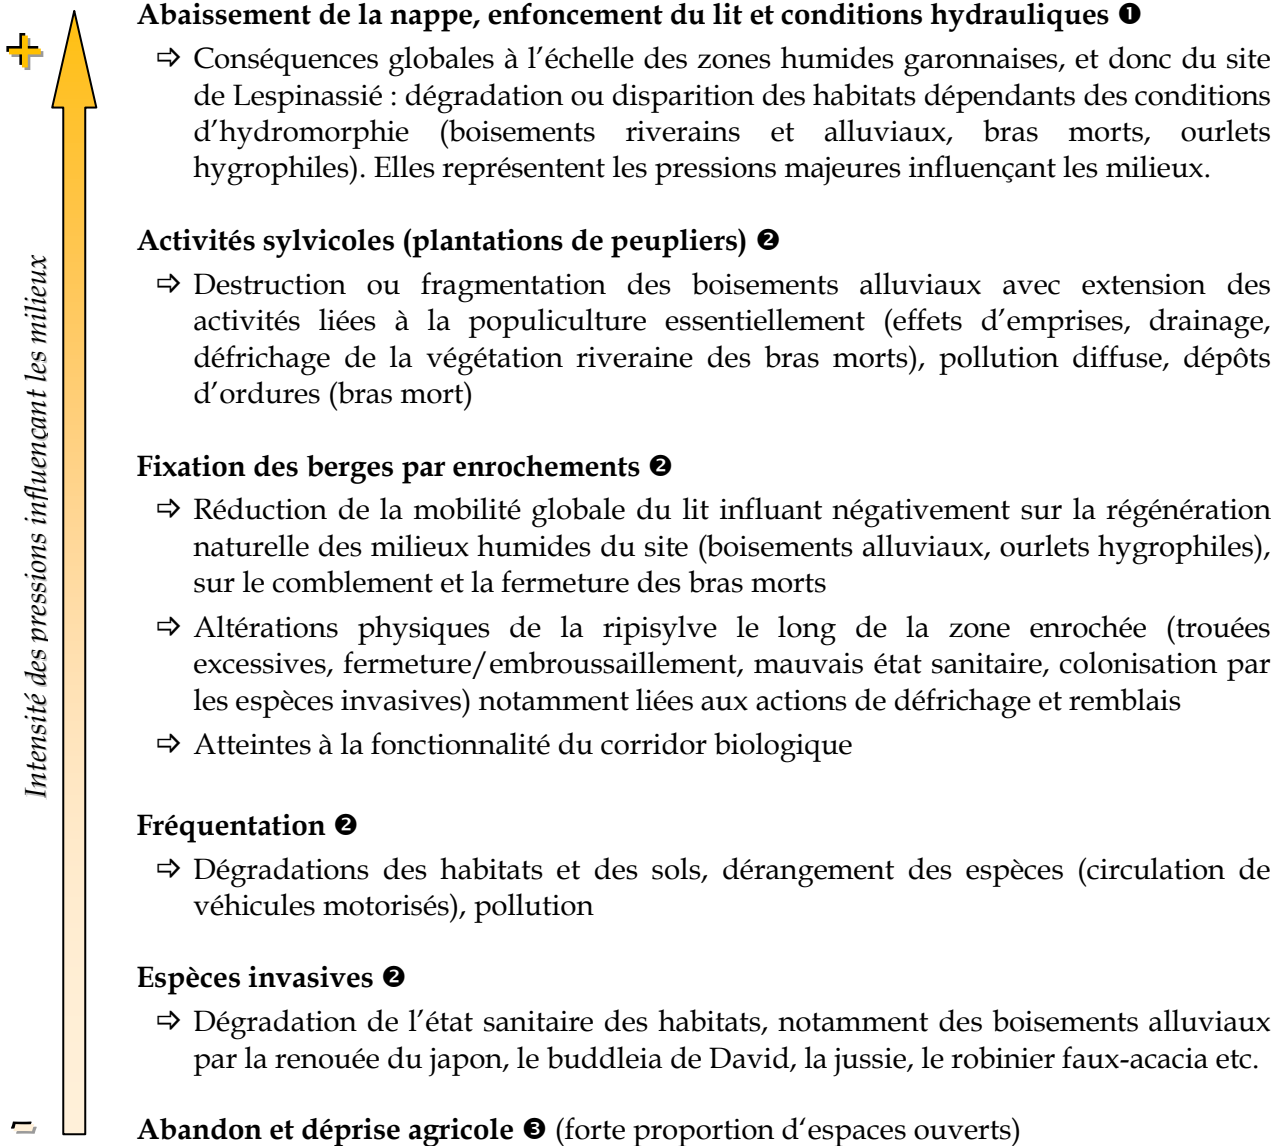 Abaissement de la nappe, enfoncement du lit et conditions hydrauliques ❶
+
⇨ Conséquences globales à l’échelle des zones humides garonnaises, et donc du site
de Lespinassié : dégradation ou disparition des habitats dépendants des conditions
d’hydromorphie (boisements riverains et alluviaux, bras morts, ourlets
hygrophiles). Elles représentent les pressions majeures influençant les milieux.
Activités sylvicoles (plantations de peupliers) ❷
⇨ Destruction ou fragmentation des boisements alluviaux avec extension des
activités liées à la populiculture essentiellement (effets d’emprises, drainage,
défrichage de la végétation riveraine des bras morts), pollution diffuse, dépôts
d’ordures (bras mort)
Intensité des pressions influençant les milieux
Fixation des berges par enrochements ❷
⇨ Réduction de la mobilité globale du lit influant négativement sur la régénération
naturelle des milieux humides du site (boisements alluviaux, ourlets hygrophiles),
sur le comblement et la fermeture des bras morts
⇨ Altérations physiques de la ripisylve le long de la zone enrochée (trouées
excessives, fermeture/embroussaillement, mauvais état sanitaire, colonisation par
les espèces invasives) notamment liées aux actions de défrichage et remblais
⇨ Atteintes à la fonctionnalité du corridor biologique
Fréquentation ❷
⇨ Dégradations des habitats et des sols, dérangement des espèces (circulation de
véhicules motorisés), pollution
Espèces invasives ❷
⇨ Dégradation de l’état sanitaire des habitats, notamment des boisements alluviaux
par la renouée du japon, le buddleia de David, la jussie, le robinier faux-acacia etc.
-
Abandon et déprise agricole ❸ (forte proportion d‘espaces ouverts)